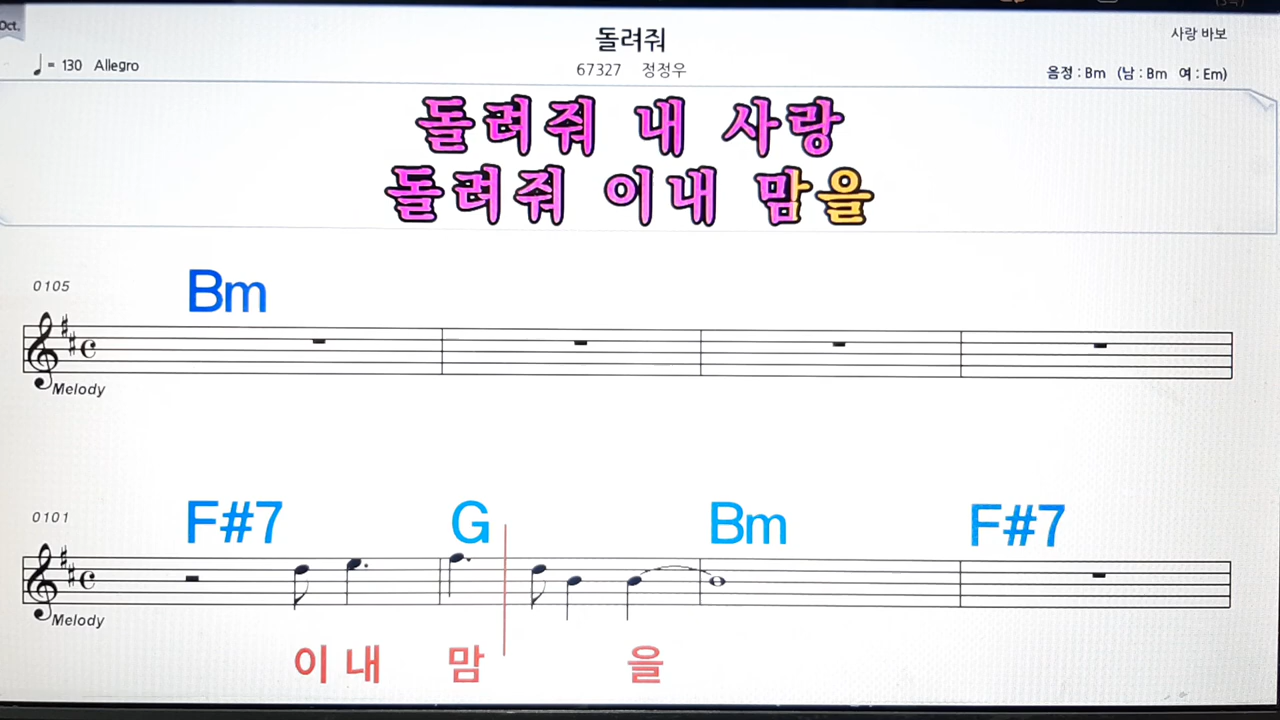 Oct.
돌려줘
사랑 바보
♩= 130 Allegro
67327 정정우
음정 : Bm (남 : Bm 여 : Em)
돌려줘 내 사랑
돌려줘 이내 맘을
0105
Bm
Melody
0101
F#7 G Bm F#7
Melody
이 내 맘 을